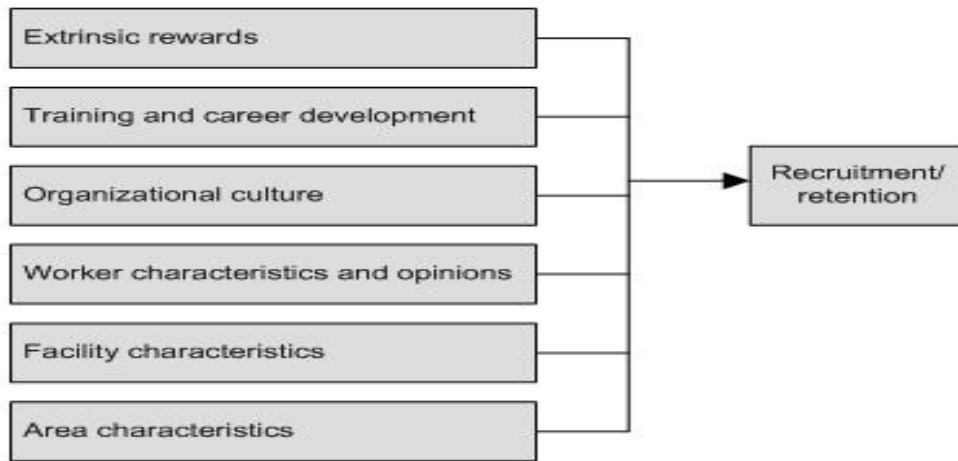 Extrinsic rewards
Training and career development
Organizational culture
Worker characteristics and opinions
Facility characteristics
Area characteristics
Recruitment/
retention